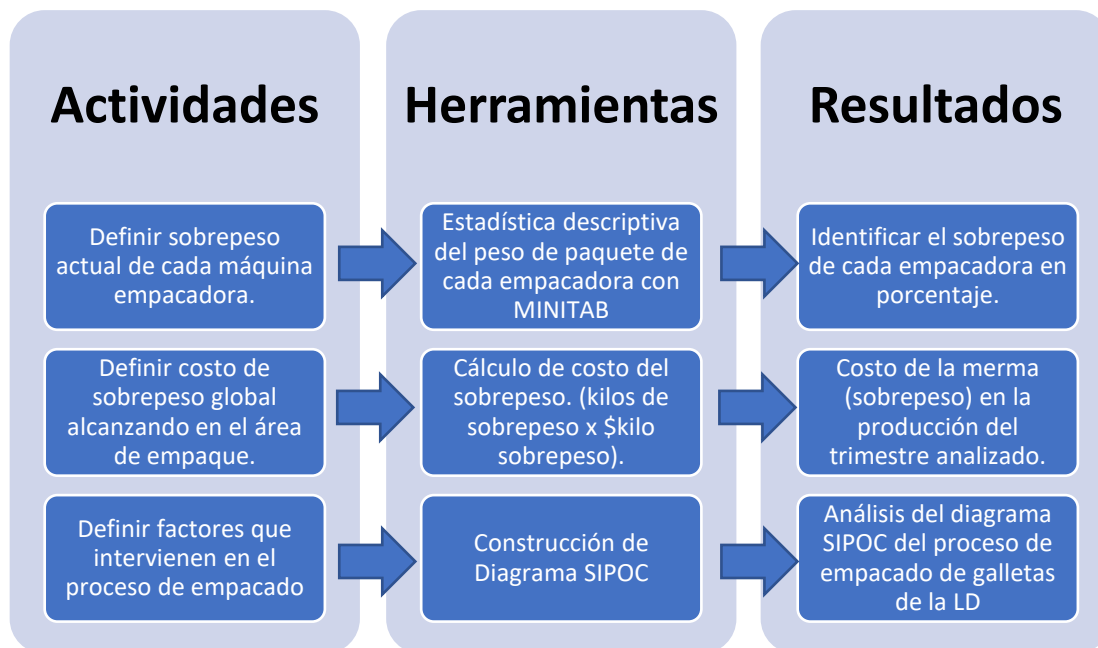 Actividades
Herramientas
Resultados
Definir sobrepeso
actual de cada máquina
empacadora.
Estadística descriptiva
del peso de paquete de
cada empacadora con
MINITAB
Identificar el sobrepeso
de cada empacadora en
porcentaje.
Definir costo de
sobrepeso global
alcanzando en el área
de empaque.
Cálculo de costo del
sobrepeso. (kilos de
sobrepeso x $kilo
sobrepeso).
Costo de la merma
(sobrepeso) en la
producción del
trimestre analizado.
Definir factores que
intervienen en el
proceso de empacado
Construcción de
Diagrama SIPOC
Análisis del diagrama
SIPOC del proceso de
empacado de galletas
de la LD